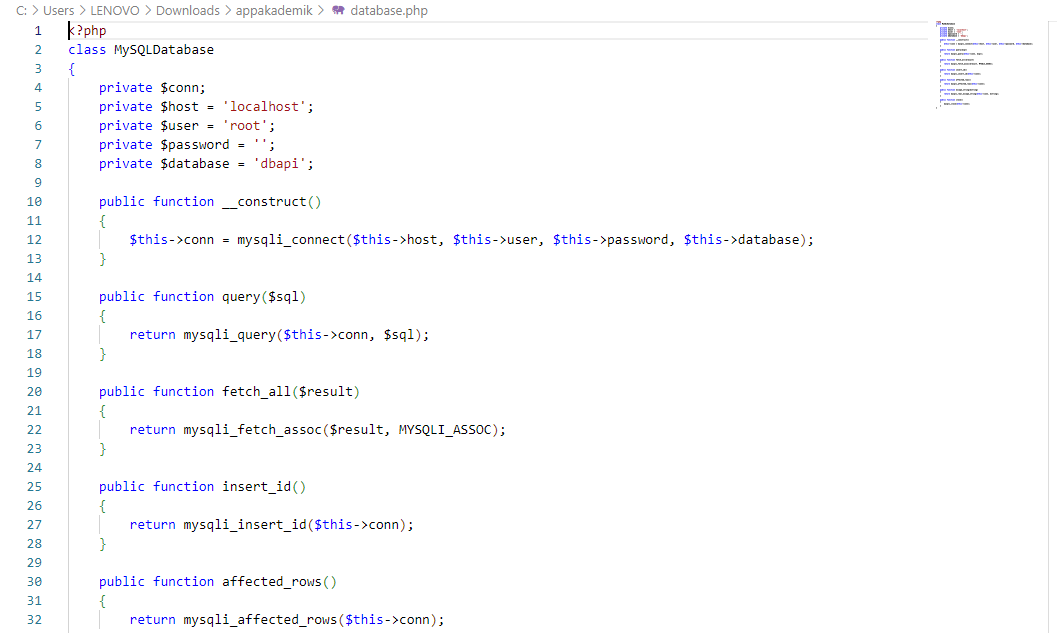 C: > Users > LENOVO > Downloads > appakademik > database.php
1 <?php
2 class MySQLDatabase
3 {
4 private $conn;
5 private $host = 'localhost';
6 private $user = 'root';
7 private $password = '';
8 private $database = 'dbapi';
9
10 public function __construct()
11 {
12 $this->conn = mysqli_connect($this->host, $this->user, $this->password, $this->database);
13 }
14
15 public function query($sql)
16 {
17 return mysqli_query($this->conn, $sql);
18 }
19
20 public function fetch_all($result)
21 {
22 return mysqli_fetch_assoc($result, MYSQLI_ASSOC);
23 }
24
25 public function insert_id()
26 {
27 return mysqli_insert_id($this->conn);
28 }
29
30 public function affected_rows()
31 {
32 return mysqli_affected_rows($this->conn);